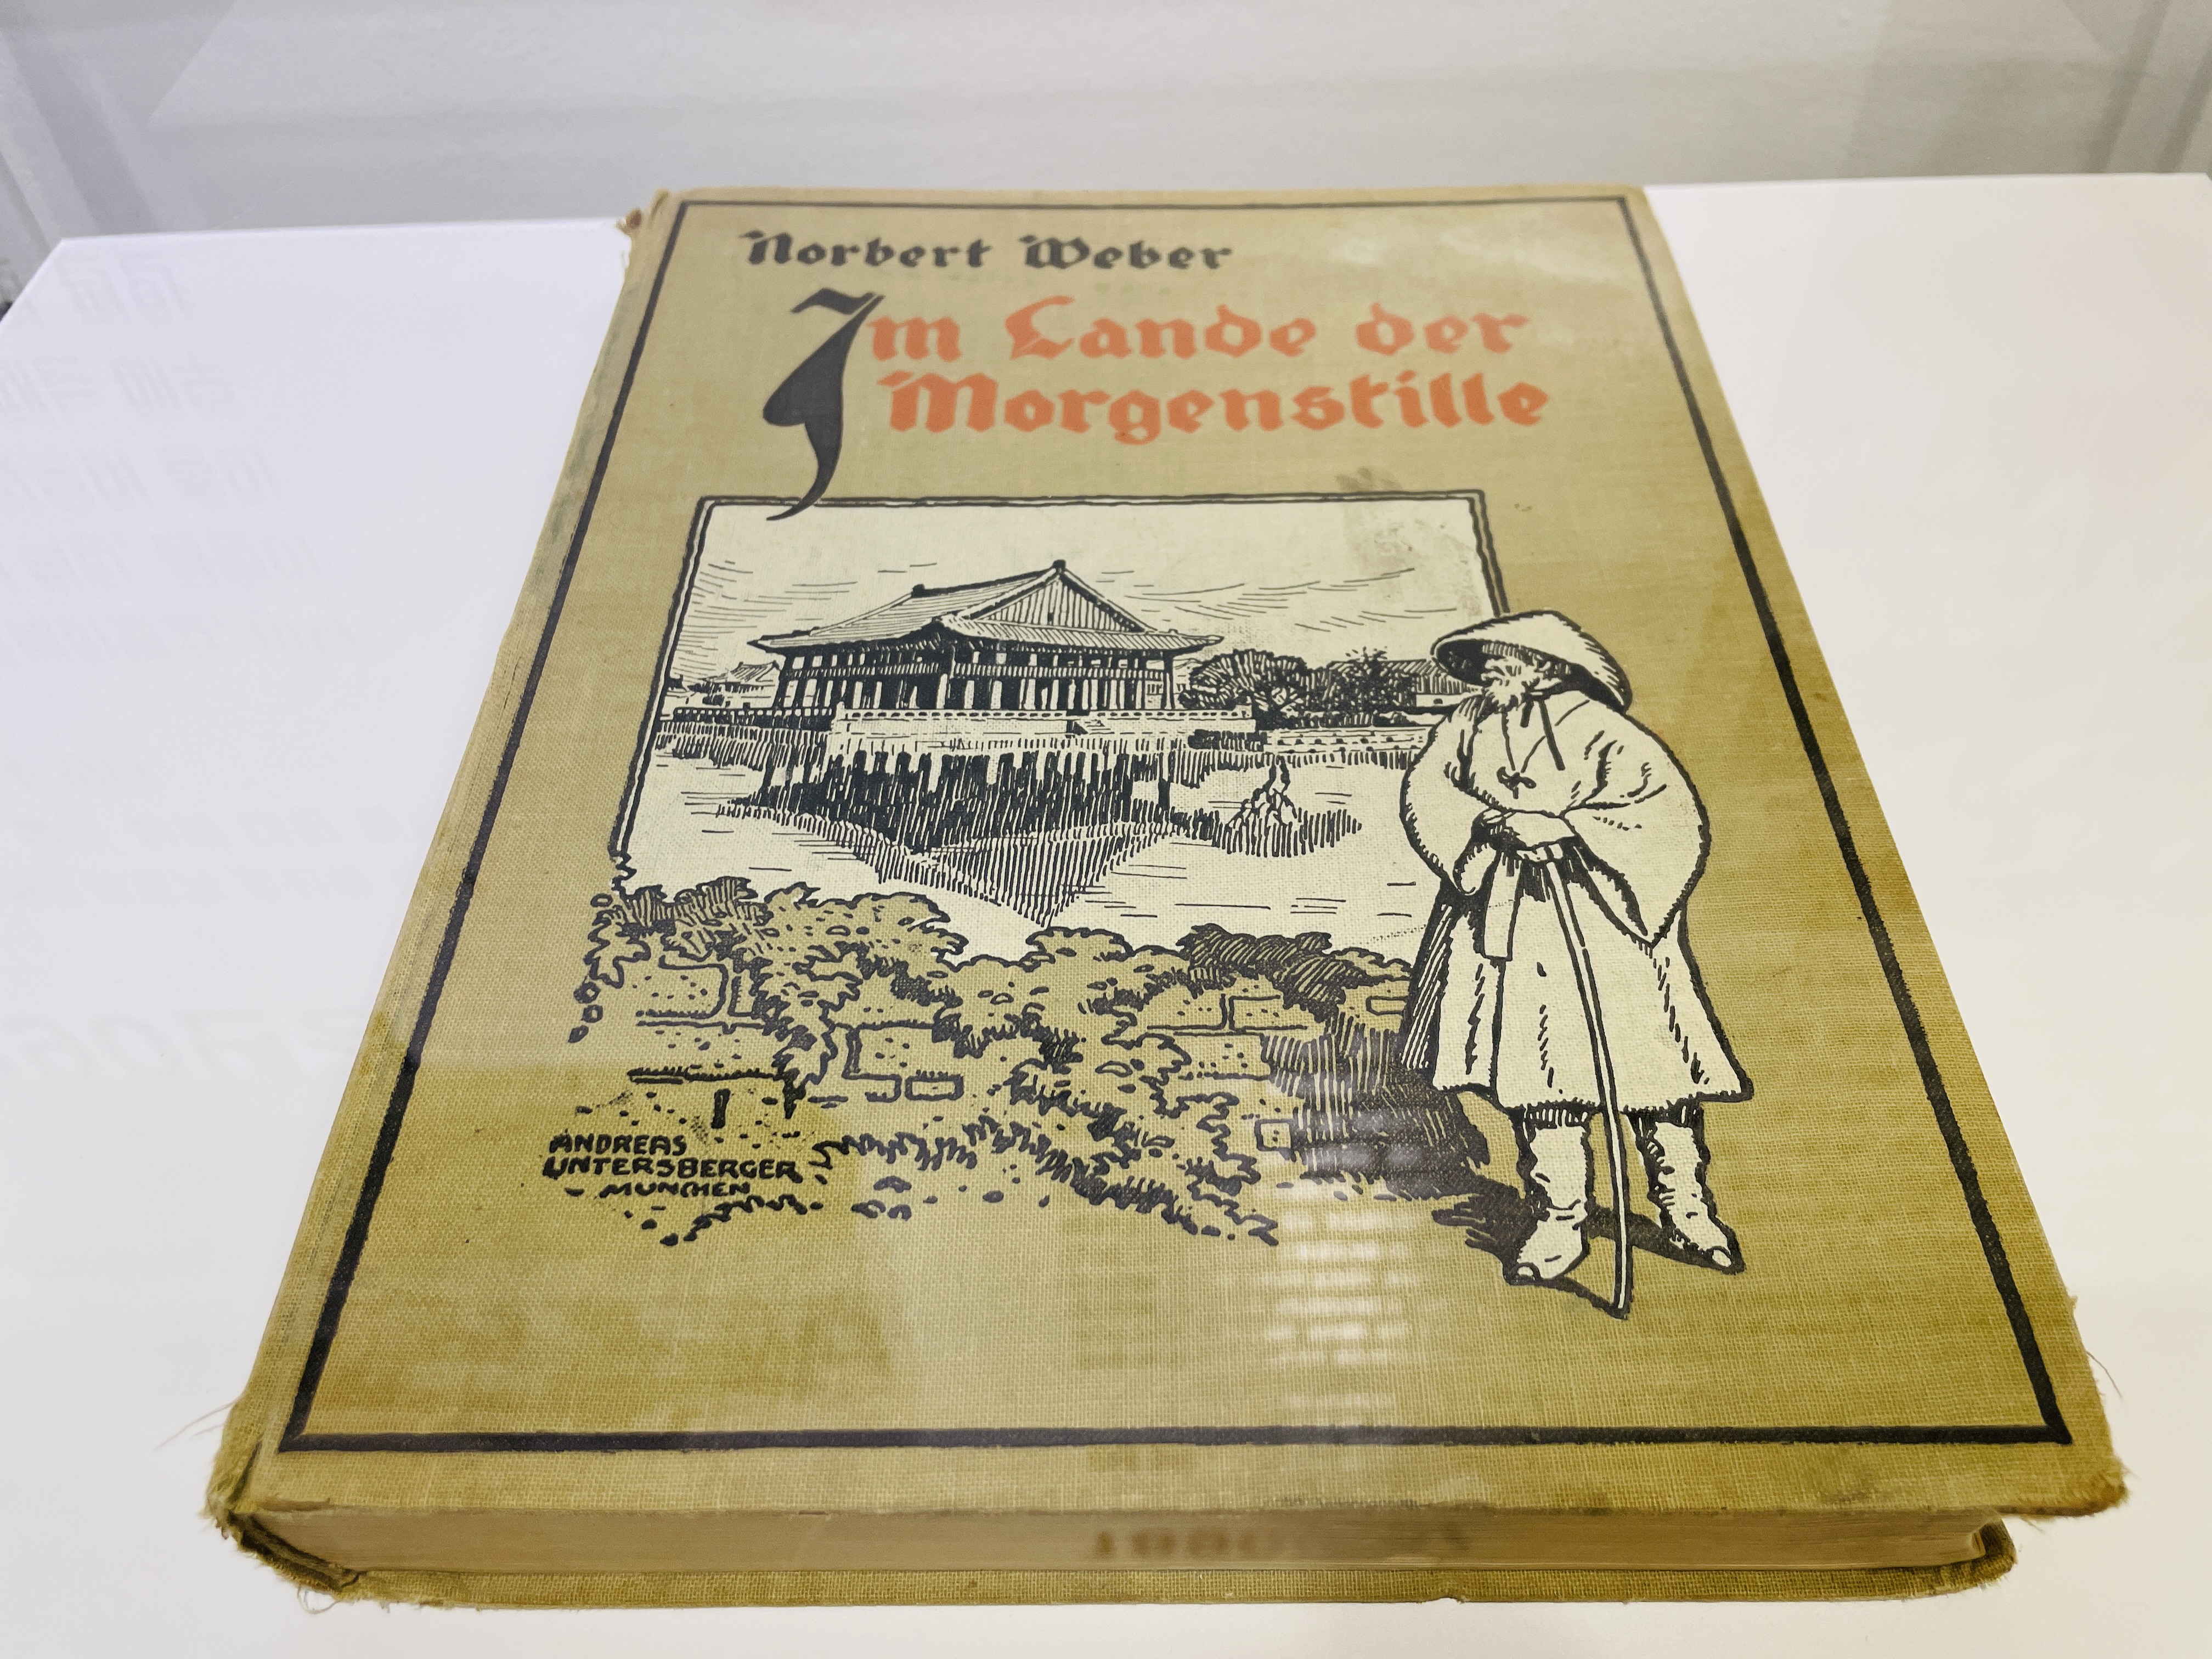 Norbert Weber
Im Lande der
Morgenstille
ANDREAS
UNTERSBERGER
MÜNCHEN